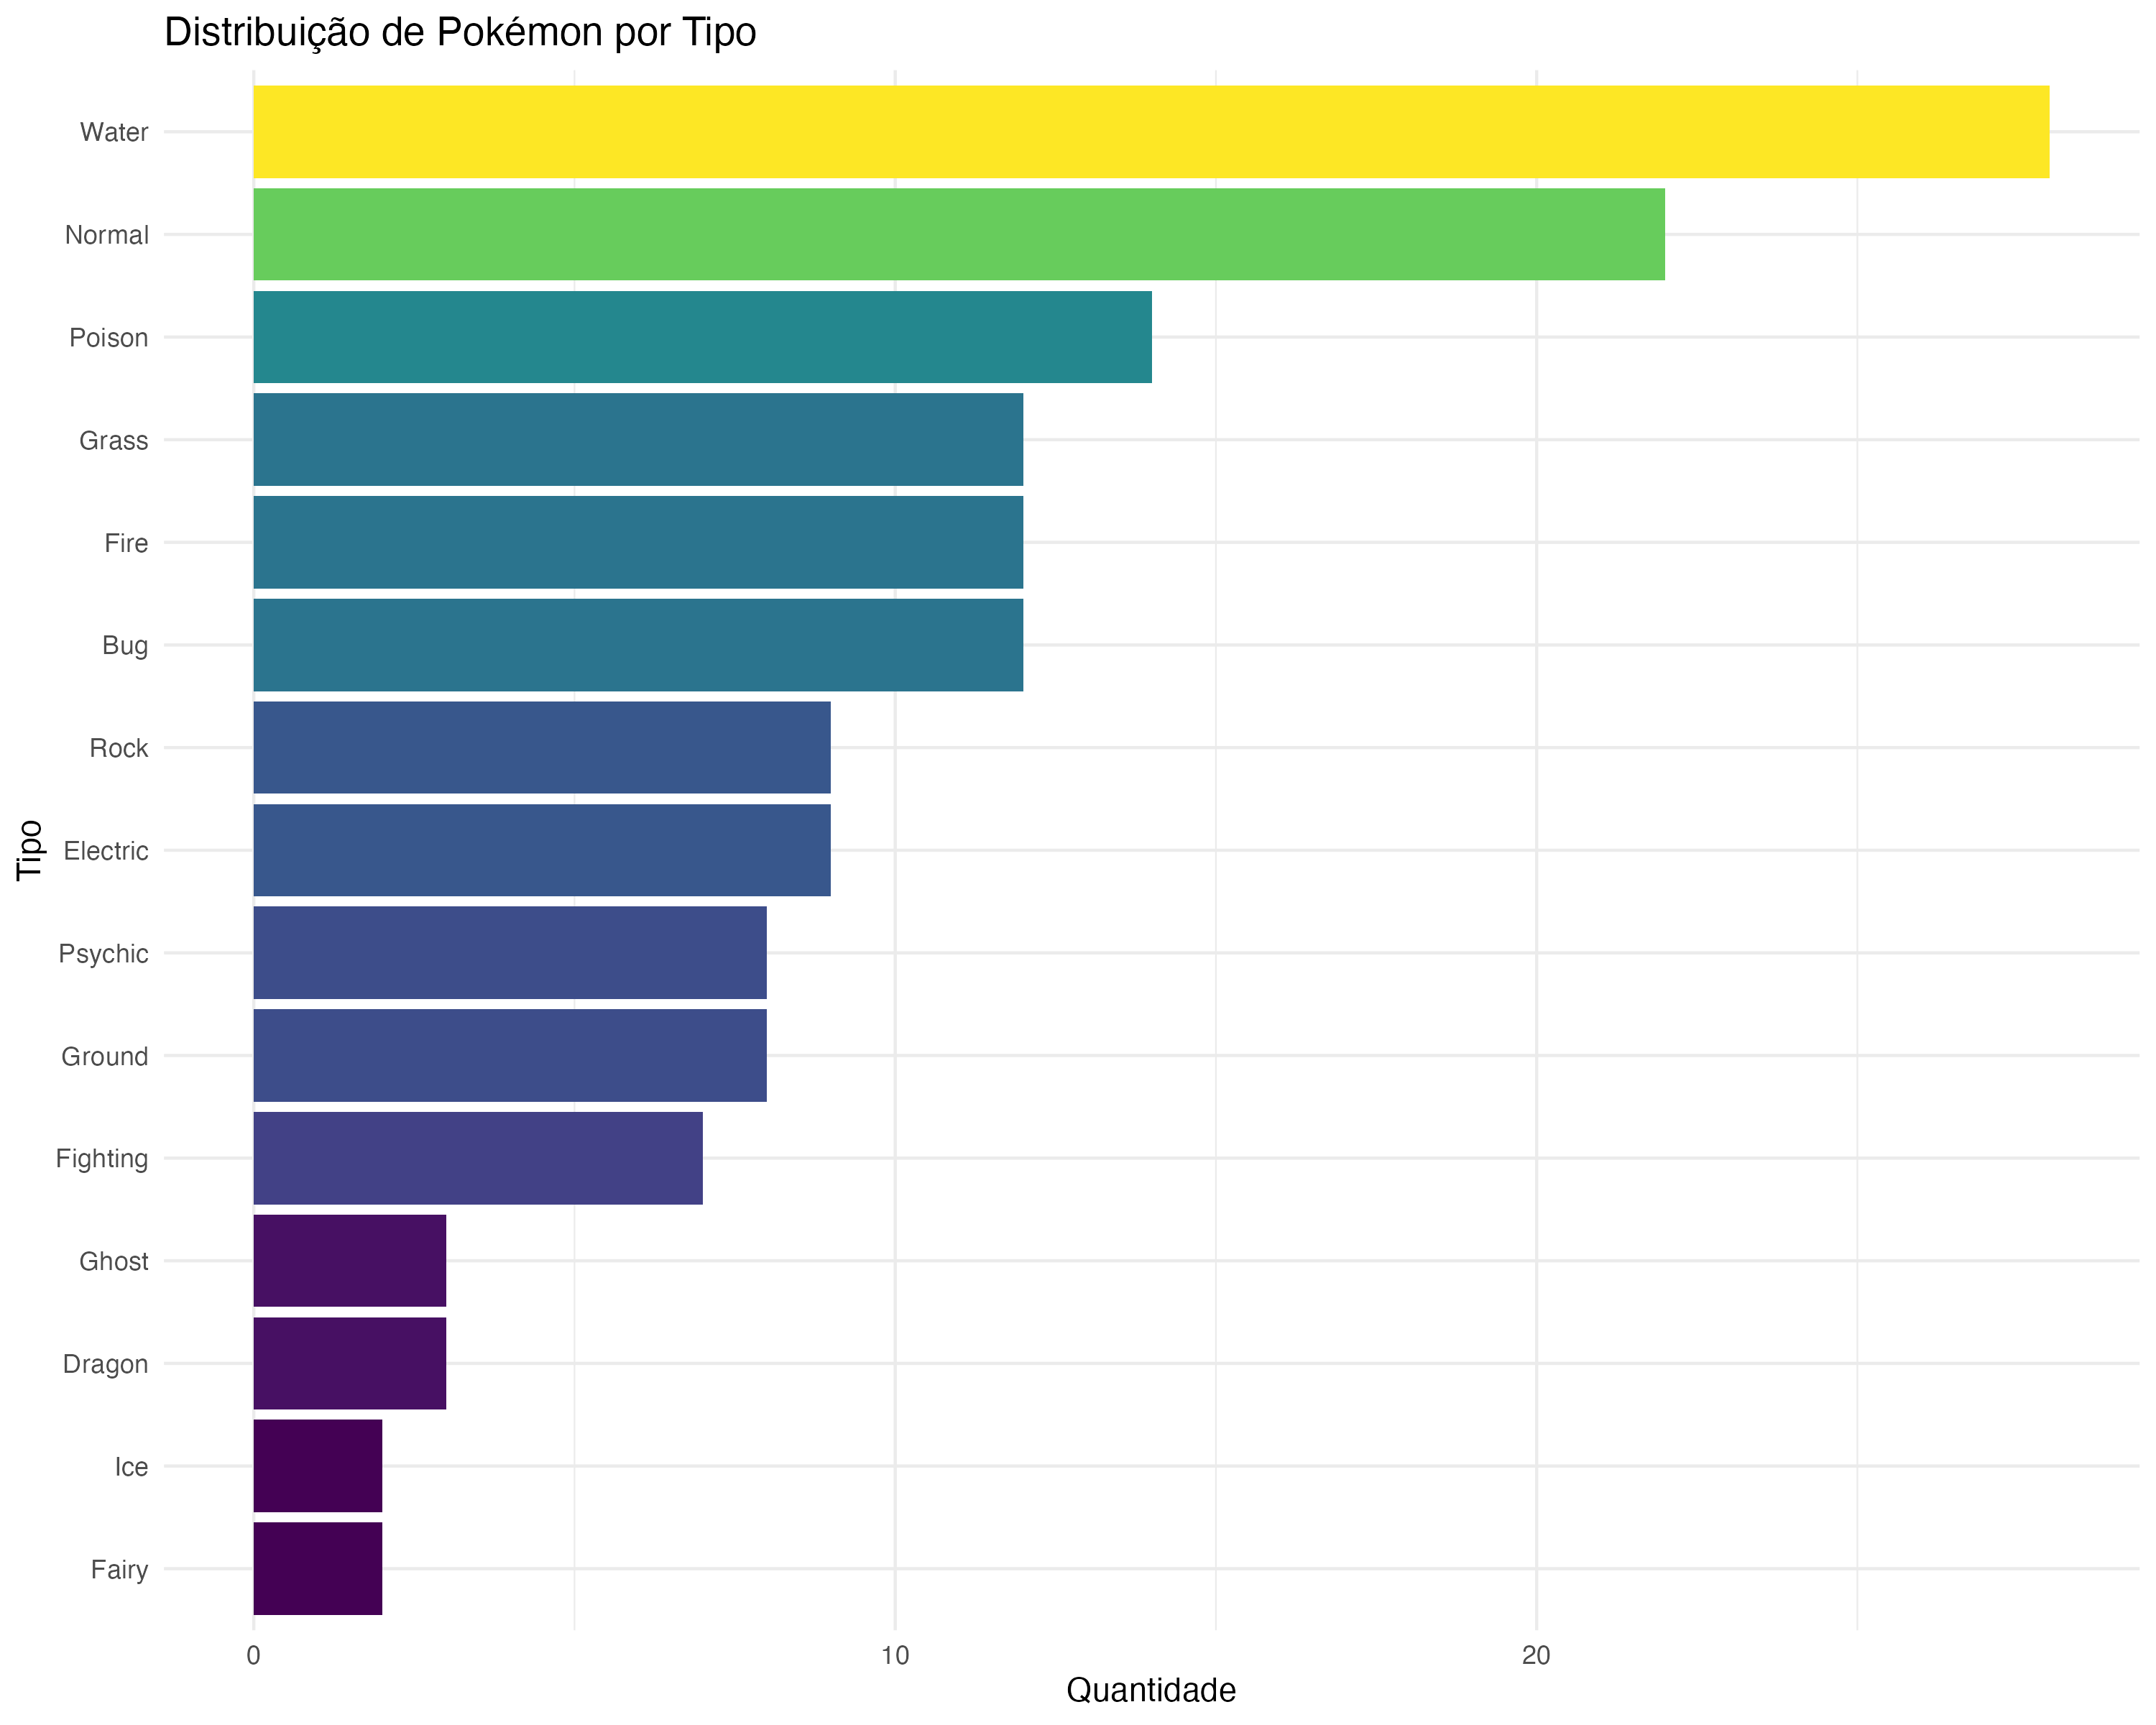 Distribuição de Pokémon por Tipo
Water
Normal
Poison
Grass
Fire
Bug
Rock
Electric
Psychic
Ground
Fighting
Ghost
Dragon
Ice
Fairy
Tipo
0 10 20
Quantidade